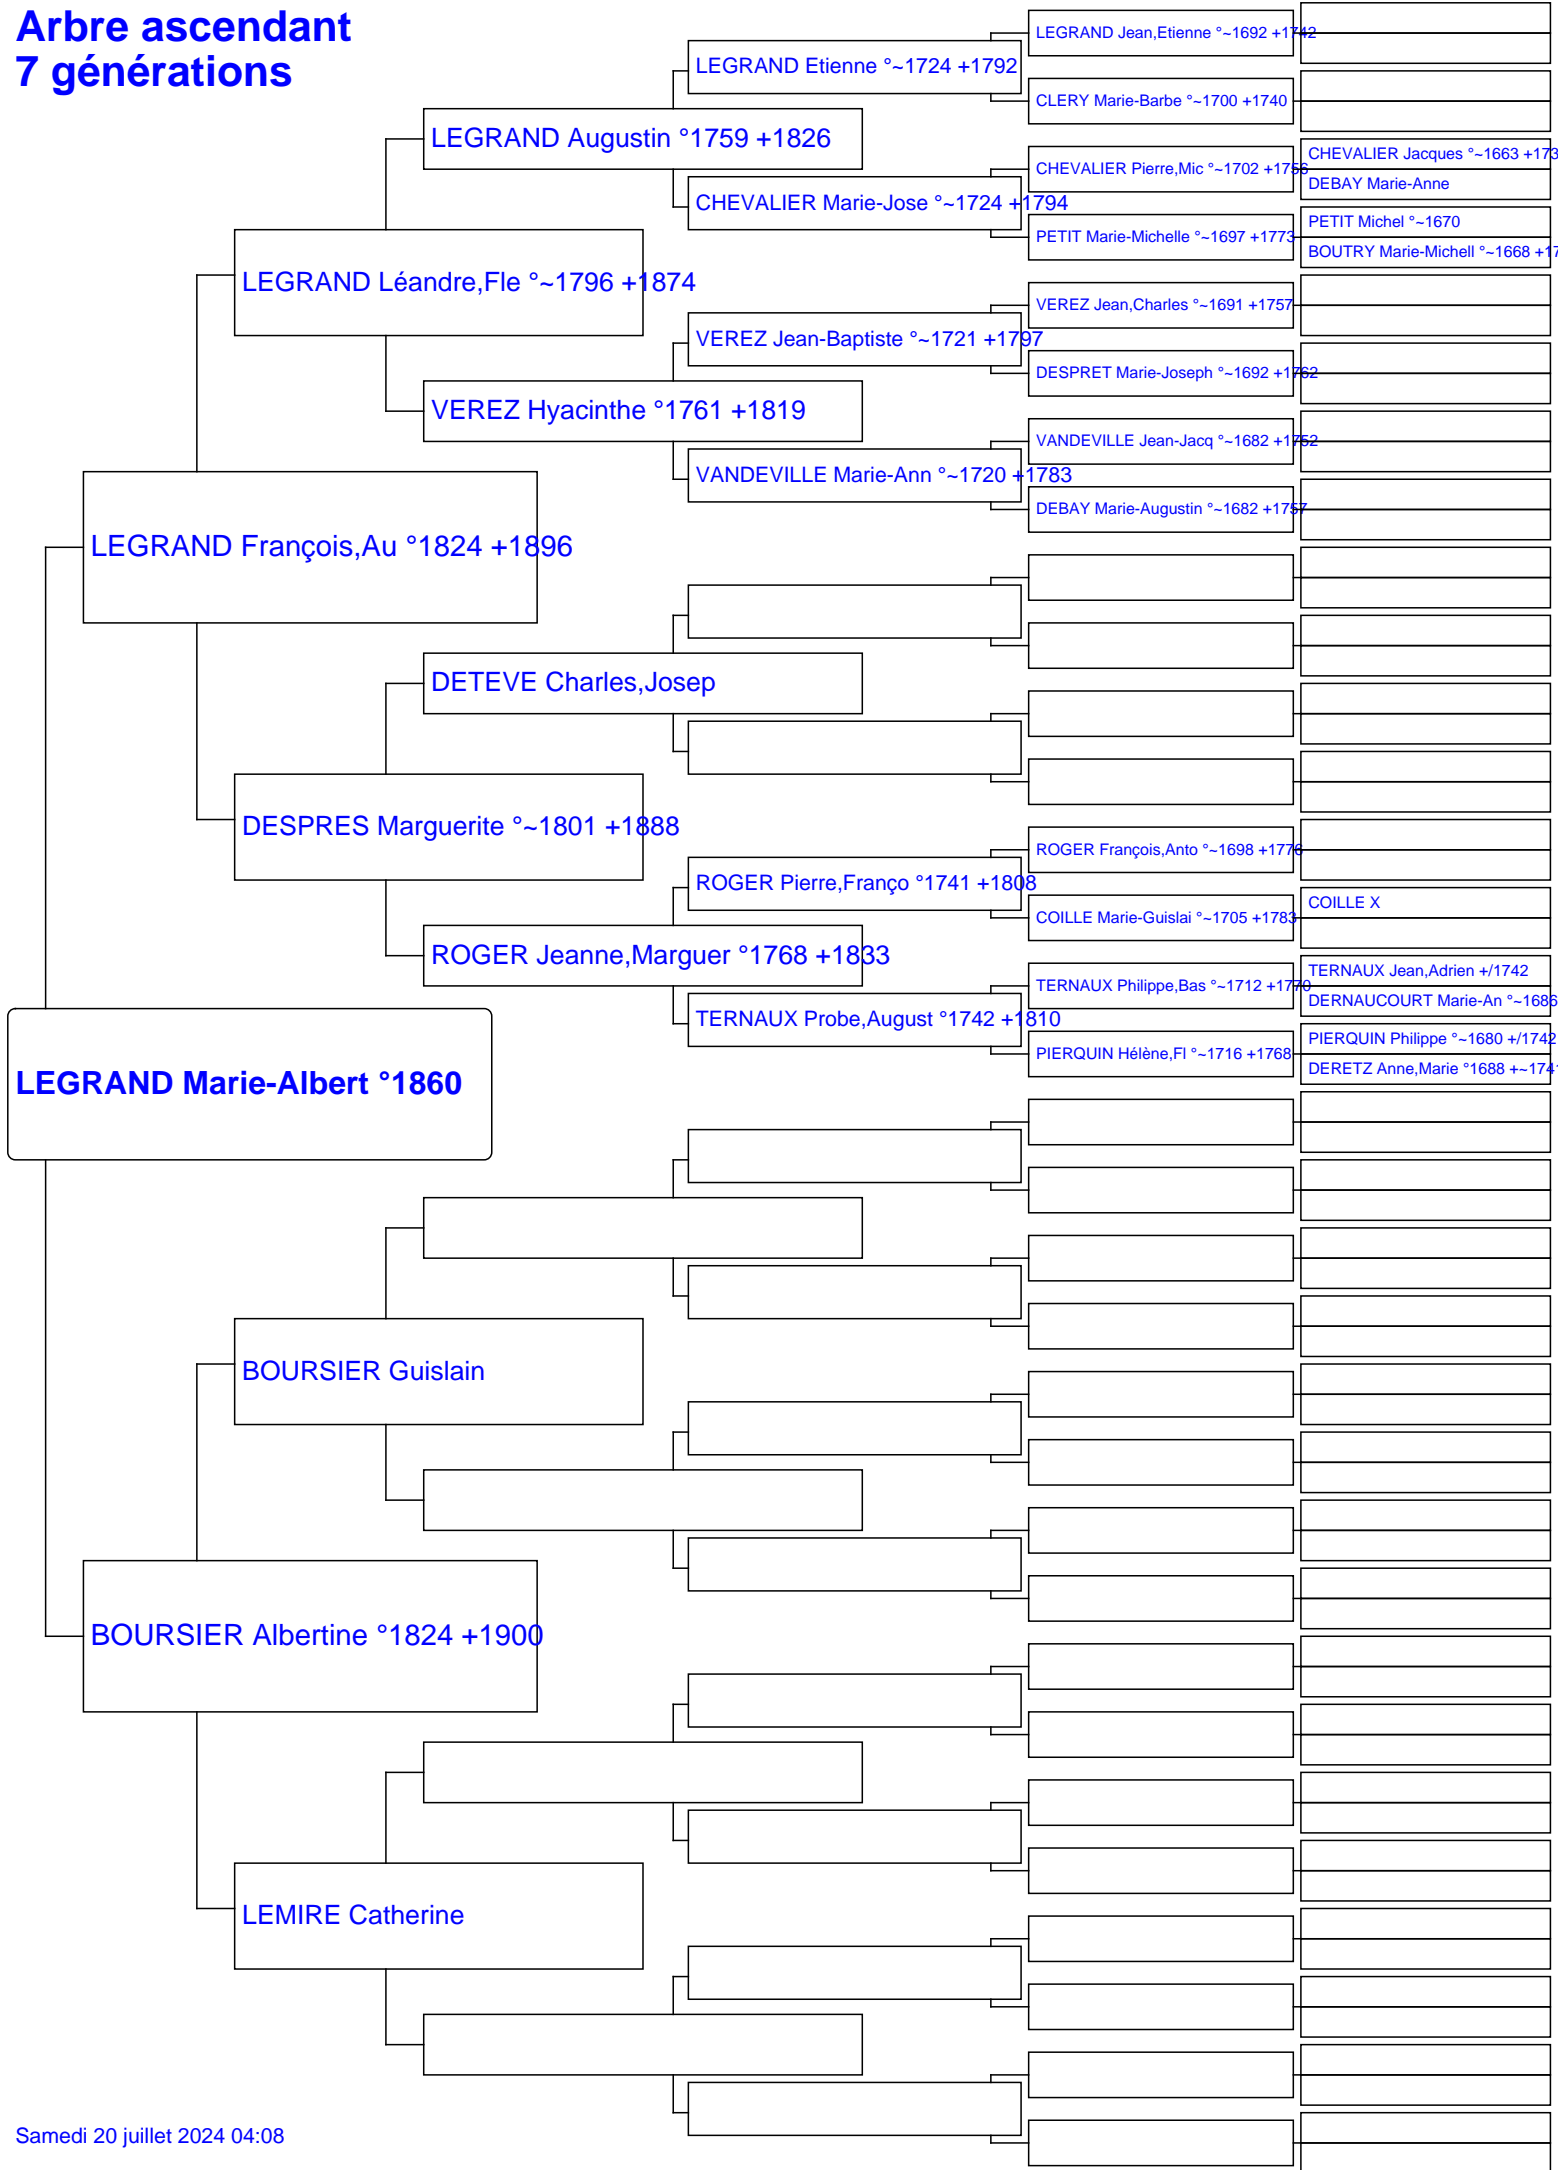 Arbre ascendant
7 générations
LEGRAND Jean,Etienne °~1692 +1742
LEGRAND Etienne °~1724 +1792
CLERY Marie-Barbe °~1700 +1740
LEGRAND Augustin °1759 +1826
CHEVALIER Jacques °~1663 +173
CHEVALIER Pierre,Mic °~1702 +1756
DEBAY Marie-Anne
CHEVALIER Marie-Jose °~1724 +1794
PETIT Michel °~1670
PETIT Marie-Michelle °~1697 +1773
BOUTRY Marie-Michell °~1668 +17
LEGRAND Léandre,Fle °~1796 +1874
VEREZ Jean,Charles °~1691 +1757
VEREZ Jean-Baptiste °~1721 +1797
DESPRET Marie-Joseph °~1692 +1762
VEREZ Hyacinthe °1761 +1819
VANDEVILLE Jean-Jacq °~1682 +1752
VANDEVILLE Marie-Ann °~1720 +1783
DEBAY Marie-Augustin °~1682 +1757
LEGRAND François,Au °1824 +1896
DETEVE Charles,Josep
DESPRES Marguerite °~1801 +1888
ROGER François,Anto °~1698 +1776
ROGER Pierre,Franço °1741 +1808
COILLE X
COILLE Marie-Guislai °~1705 +1783
ROGER Jeanne,Marguer °1768 +1833
TERNAUX Jean,Adrien +/1742
TERNAUX Philippe,Bas °~1712 +1770
DERNAUCOURT Marie-An °~1686
TERNAUX Probe,August °1742 +1810
PIERQUIN Philippe °~1680 +/1742
PIERQUIN Hélène,Fl °~1716 +1768
DERETZ Anne,Marie °1688 +~1741
LEGRAND Marie-Albert °1860
BOURSIER Guislain
BOURSIER Albertine °1824 +1900
LEMIRE Catherine
Samedi 20 juillet 2024 04:08